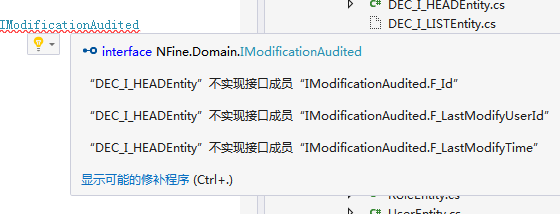 DEC_I_HEADEntity.cs
IModificationAudited
DEC_I_LISTEntity.cs
interface NFine.Domain.IModificationAudited
“DEC_I_HEADEntity”不实现接口成员“IModificationAudited.F_Id”
“DEC_I_HEADEntity”不实现接口成员“IModificationAudited.F_LastModifyUserId”
“DEC_I_HEADEntity”不实现接口成员“IModificationAudited.F_LastModifyTime”
显示可能的修补程序 (Ctrl+.)
RoleEntity.cs
UserEntity.cs